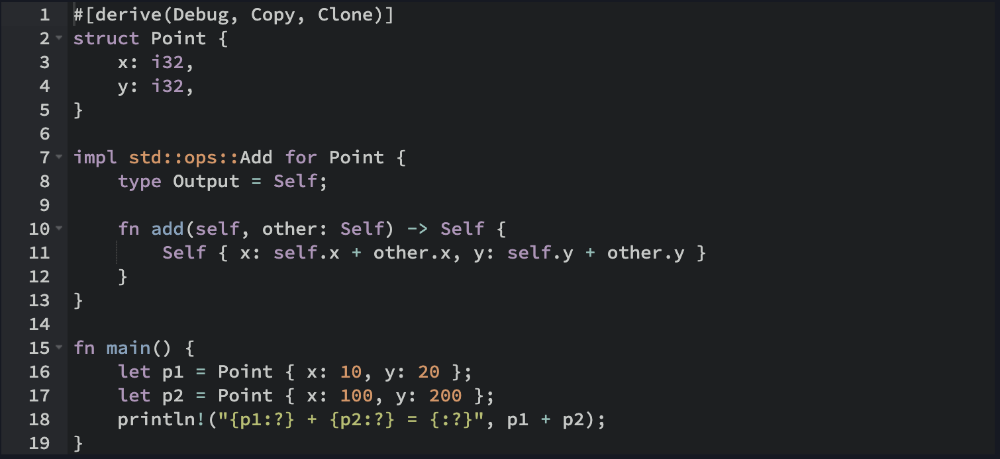 1 #[derive(Debug, Copy, Clone)]
2 struct Point {
3     x: i32,
4     y: i32,
5 }
6
7 impl std::ops::Add for Point {
8     type Output = Self;
9
10     fn add(self, other: Self) -> Self {
11         Self { x: self.x + other.x, y: self.y + other.y }
12     }
13 }
14
15 fn main() {
16     let p1 = Point { x: 10, y: 20 };
17     let p2 = Point { x: 100, y: 200 };
18     println!("{p1:?} + {p2:?} = {:?}", p1 + p2);
19 }